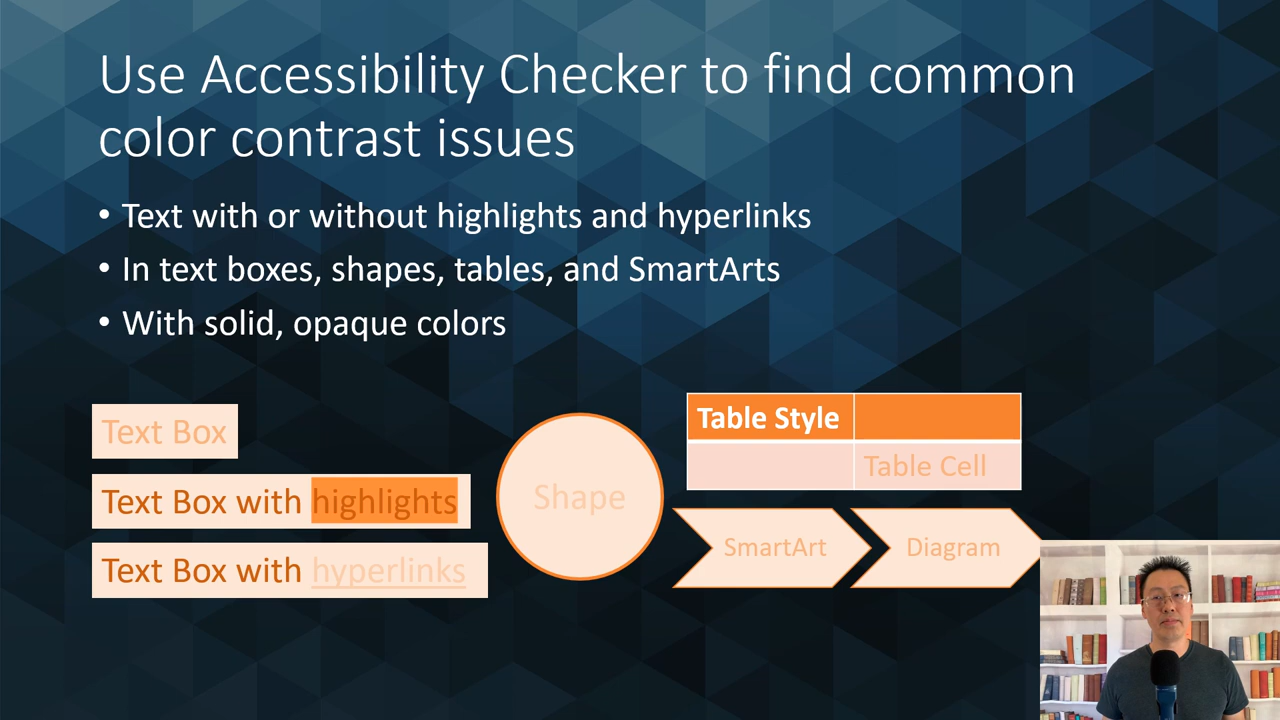 Use Accessibility Checker to find common
color contrast issues
• Text with or without highlights and hyperlinks
• In text boxes, shapes, tables, and SmartArts
• With solid, opaque colors
Text Box
Text Box with highlights
Text Box with hyperlinks
Shape
Table Style
Table Cell
SmartArt
Diagram